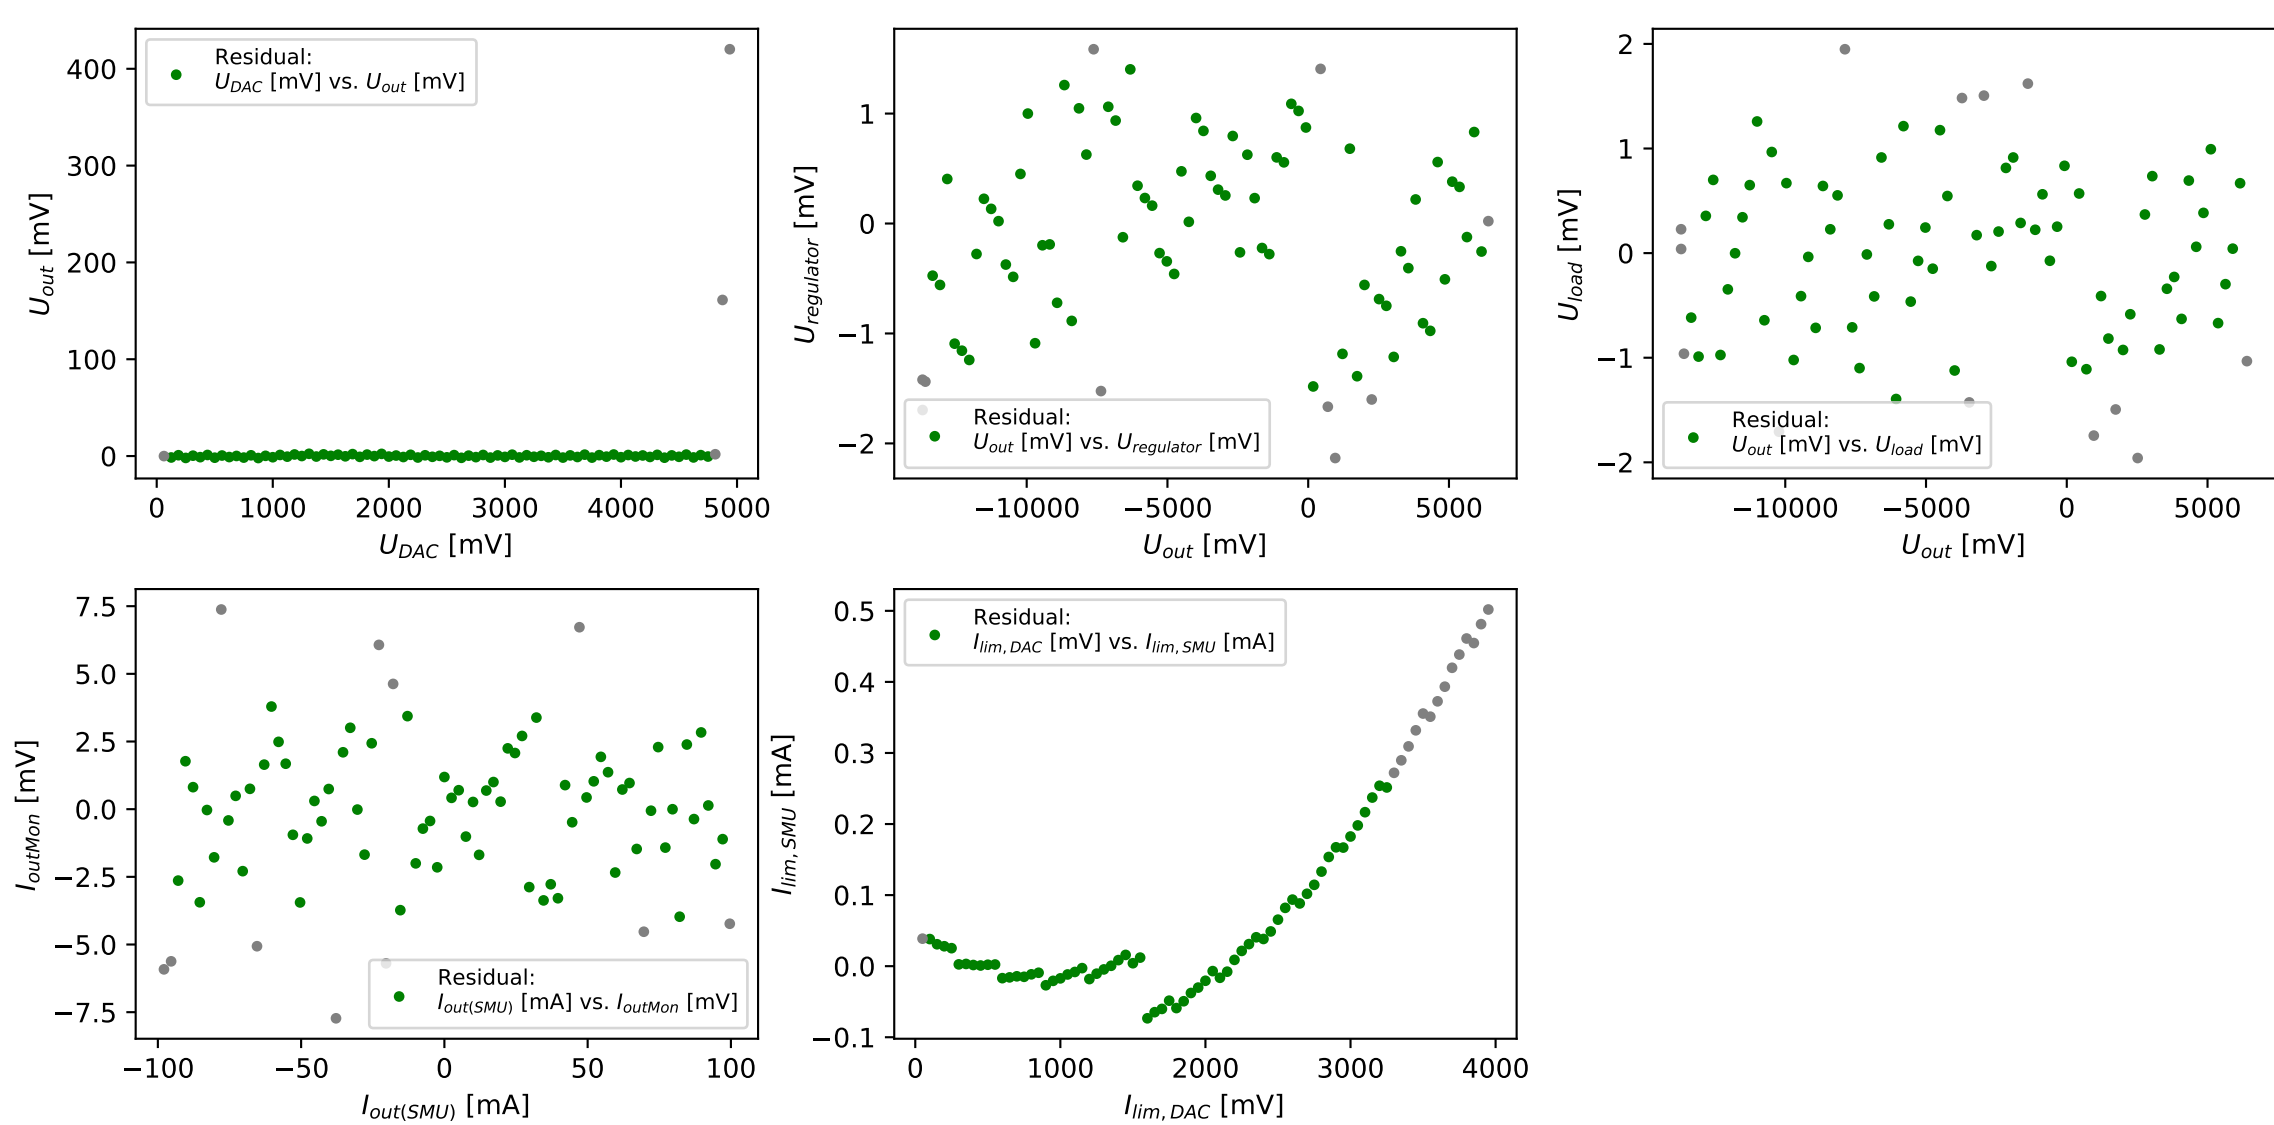 Residual:
U_DAC [mV] vs. U_out [mV]
400
300
200
100
0
U_out [mV]
0 1000 2000 3000 4000 5000
U_DAC [mV]
Residual:
U_out [mV] vs. U_regulator [mV]
1
0
−1
−2
U_regulator [mV]
−10000 −5000 0 5000
U_out [mV]
Residual:
U_out [mV] vs. U_load [mV]
2
1
0
−1
−2
U_load [mV]
−10000 −5000 0 5000
U_out [mV]
Residual:
I_out(SMU) [mA] vs. I_outMon [mV]
7.5
5.0
2.5
0.0
−2.5
−5.0
−7.5
I_outMon [mV]
−100 −50 0 50 100
I_out(SMU) [mA]
Residual:
I_lim,DAC [mV] vs. I_lim,SMU [mA]
0.5
0.4
0.3
0.2
0.1
0.0
−0.1
I_lim,SMU [mA]
0 1000 2000 3000 4000
I_lim,DAC [mV]